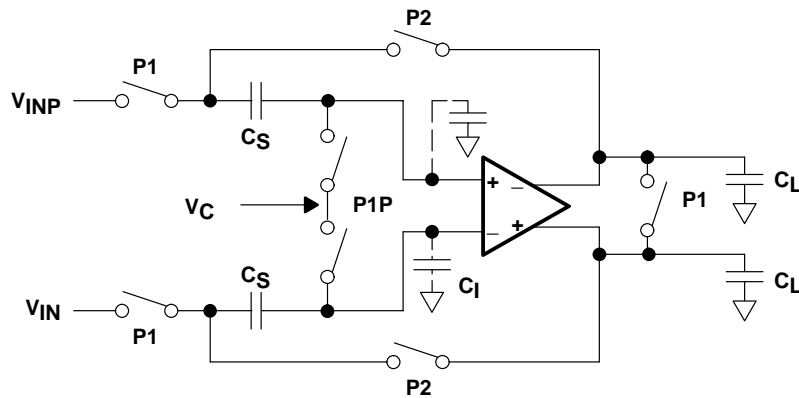 P2
P1
VINP
CS
+
–
CL
VC
P1P
P1
–
+
CS
CI
CL
VIN
P1
P2